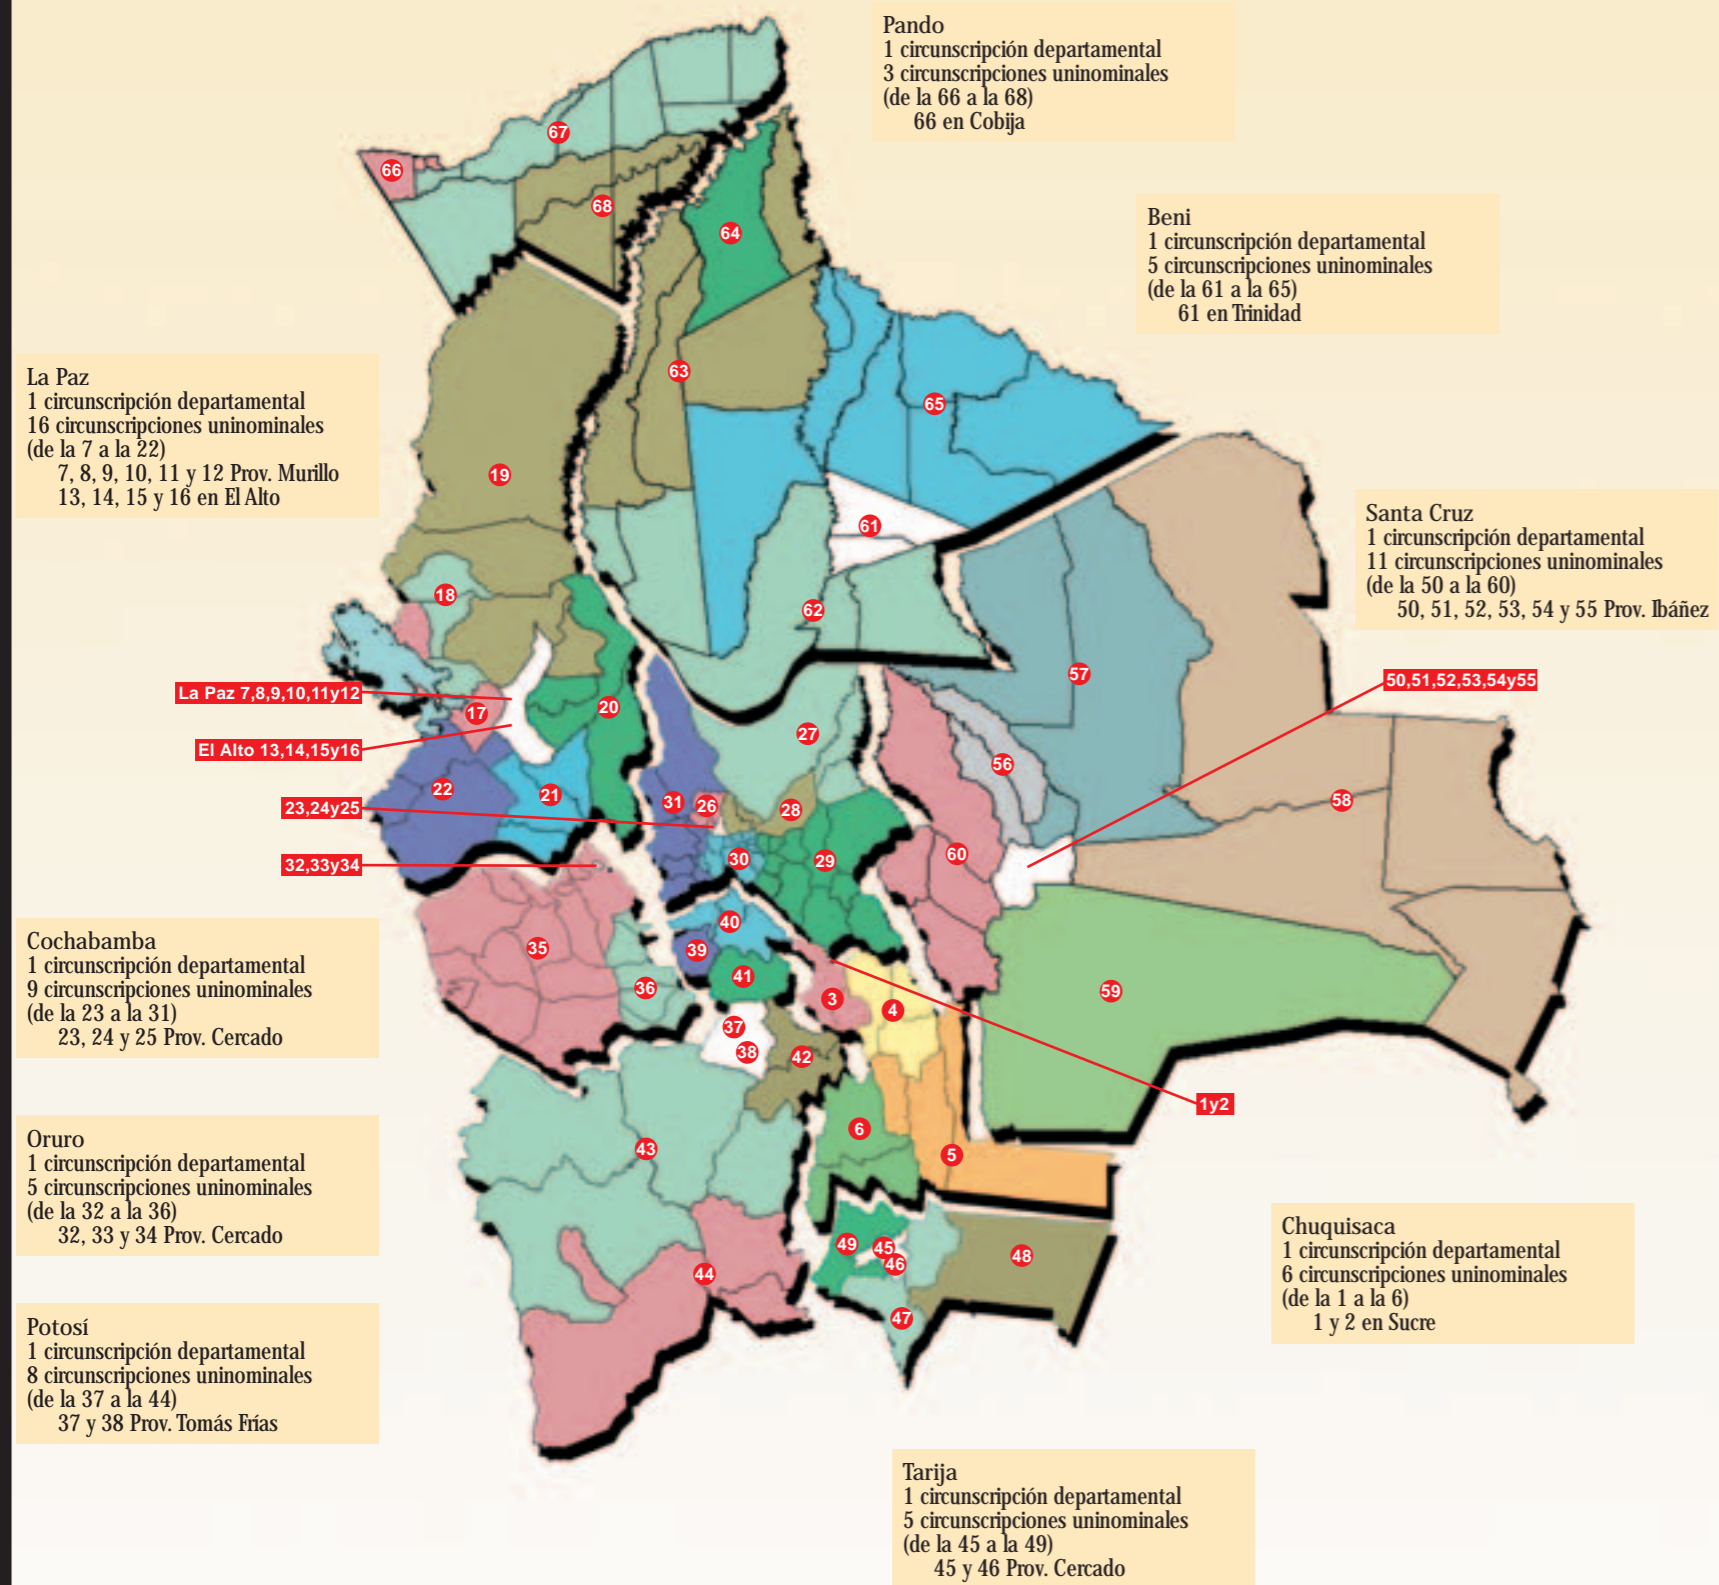 Pando
1 circunscripción departamental
3 circunscripciones uninominales
(de la 66 a la 68)
66 en Cobija
Beni
1 circunscripción departamental
5 circunscripciones uninominales
(de la 61 a la 65)
61 en Trinidad
La Paz
1 circunscripción departamental
16 circunscripciones uninominales
(de la 7 a la 22)
7, 8, 9, 10, 11 y 12 Prov. Murillo
13, 14, 15 y 16 en El Alto
Santa Cruz
1 circunscripción departamental
11 circunscripciones uninominales
(de la 50 a la 60)
50, 51, 52, 53, 54 y 55 Prov. Ibáñez
Cochabamba
1 circunscripción departamental
9 circunscripciones uninominales
(de la 23 a la 31)
23, 24 y 25 Prov. Cercado
Oruro
1 circunscripción departamental
5 circunscripciones uninominales
(de la 32 a la 36)
32, 33 y 34 Prov. Cercado
Potosí
1 circunscripción departamental
8 circunscripciones uninominales
(de la 37 a la 44)
37 y 38 Prov. Tomás Frías
Chuquisaca
1 circunscripción departamental
6 circunscripciones uninominales
(de la 1 a la 6)
1 y 2 en Sucre
Tarija
1 circunscripción departamental
5 circunscripciones uninominales
(de la 45 a la 49)
45 y 46 Prov. Cercado
67
66
68
64
63
65
19
61
18
62
57
50,51,52,53,54y55
La Paz 7,8,9,10,11y12
17
20
27
El Alto 13,14,15y16
56
22
21
31
26
28
58
23,24y25
30
29
60
32,33y34
40
35
39
41
36
3
4
59
37
38
42
1y2
6
43
5
49
45
46
48
44
47